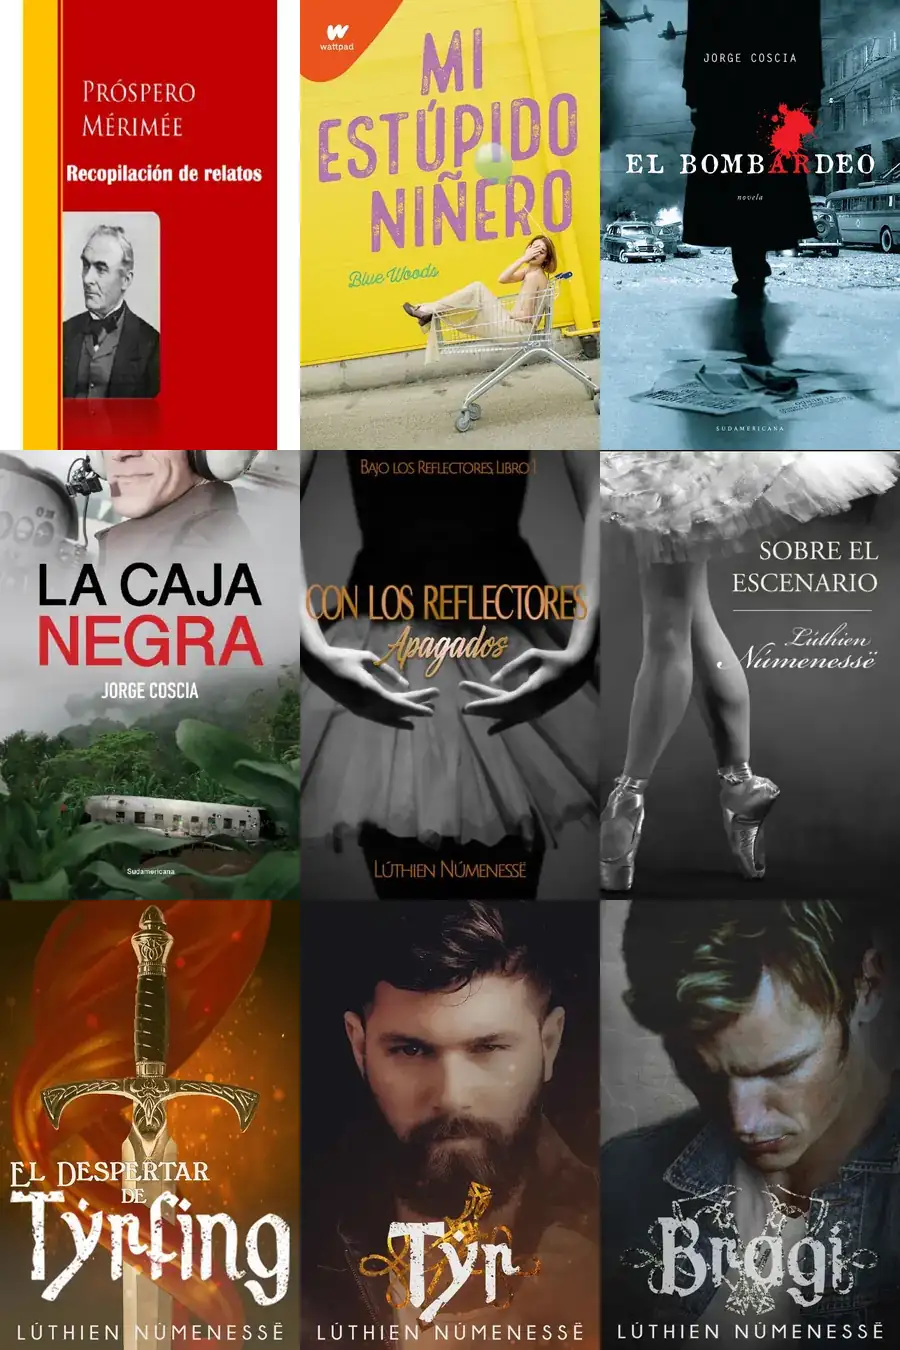 PRÓSPERO
MÉRIMÉE
Recopilación de relatos
wattpad
MI
ESTÚPIDO
NIÑERO
Blue Woods
JORGE COSCIA
EL BOMBARDEO
novela
SUDAMERICANA
LA CAJA
NEGRA
JORGE COSCIA
Sudamericana
BAJO LOS REFLECTORES, LIBRO 1
CON LOS REFLECTORES
Apagados
LÚTHIEN NÚMENESSË
SOBRE EL
ESCENARIO
Lúthien
Númenessë
EL DESPERTAR
DE
Tyrfing
LÚTHIEN NÚMENESSË
Týr
LÚTHIEN NÚMENESSË
Bragi
LÚTHIEN NÚMENESSË